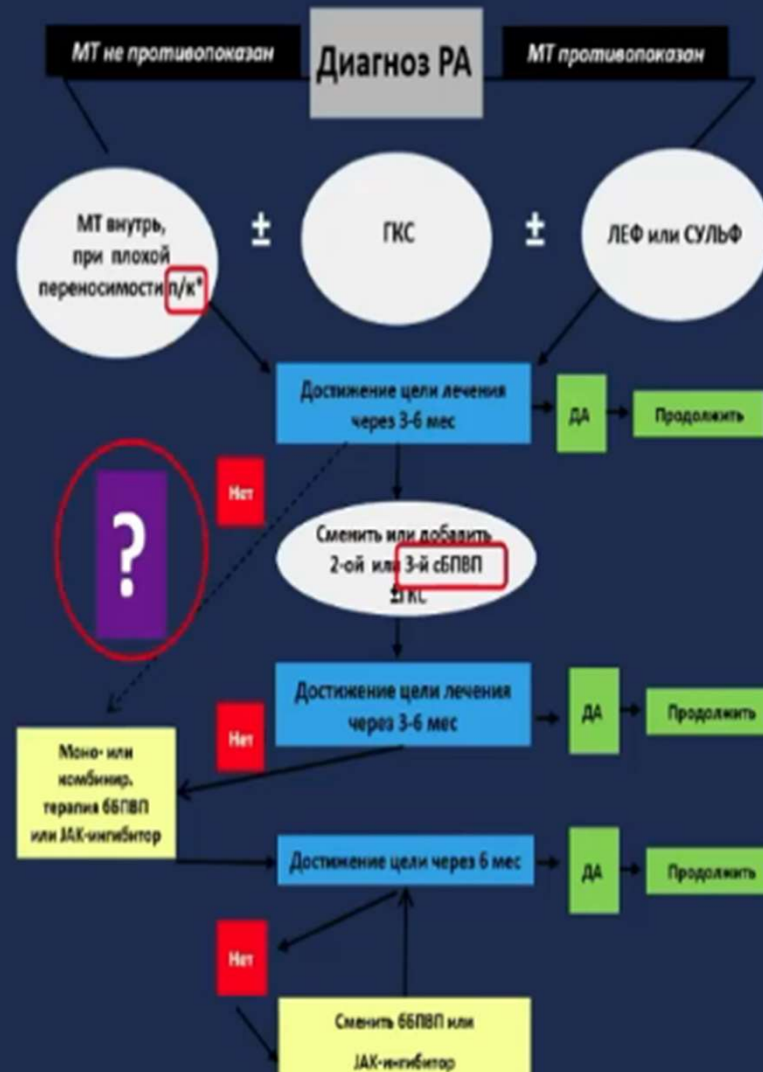 МТ не противопоказан
Диагноз РА
МТ противопоказан
МТ внутрь,
при плохой
переносимости п/к*
±
ГКС
±
ЛЕФ или СУЛЬФ
Достижение цели лечения
через 3-6 мес
ДА
Продолжить
Нет
?
Сменить или добавить
2-ой или 3-й сБПВП
±ГКС
Достижение цели лечения
через 3-6 мес
ДА
Продолжить
Нет
Моно- или
комбинир.
терапия ббПВП
или JАК-ингибитор
Достижение цели через 6 мес
ДА
Продолжить
Нет
Сменить ббПВП или
JАК-ингибитор